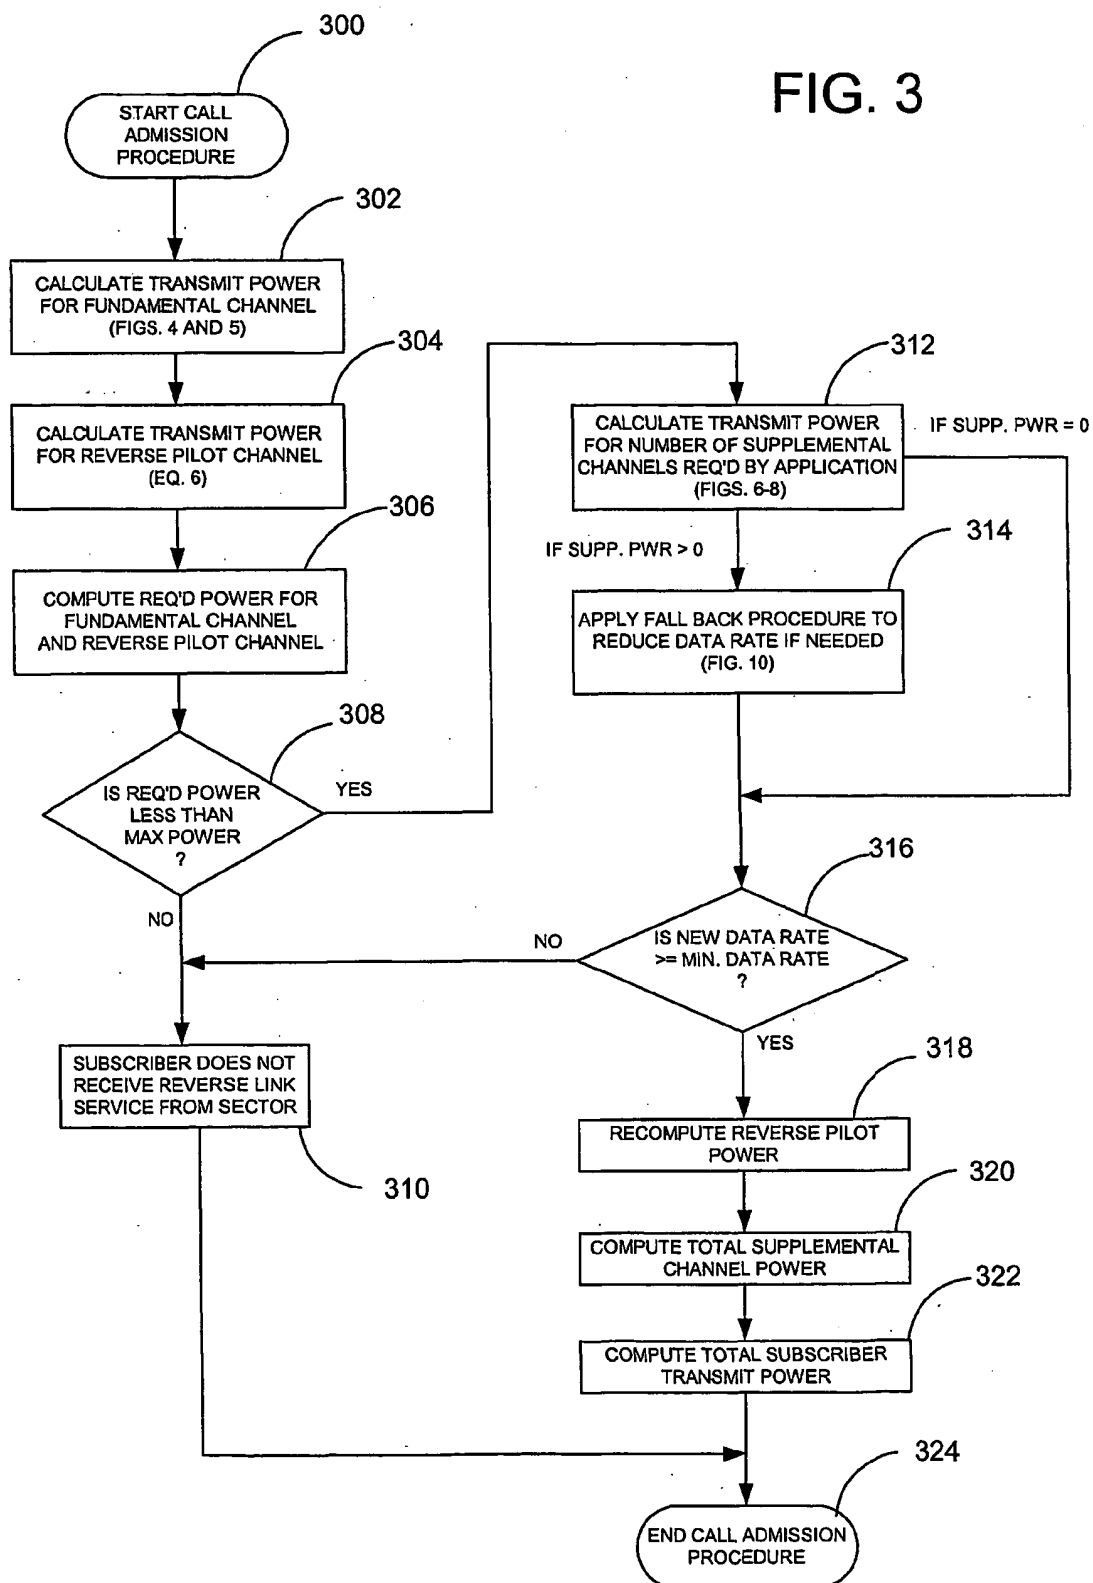 300
FIG. 3
START CALL
ADMISSION
PROCEDURE
302
CALCULATE TRANSMIT POWER
FOR FUNDAMENTAL CHANNEL
(FIGS. 4 AND 5)
304
CALCULATE TRANSMIT POWER
FOR REVERSE PILOT CHANNEL
(EQ. 6)
306
COMPUTE REQ'D POWER FOR
FUNDAMENTAL CHANNEL
AND REVERSE PILOT CHANNEL
308
IS REQ'D POWER
LESS THAN
MAX POWER
?
YES
NO
SUBSCRIBER DOES NOT
RECEIVE REVERSE LINK
SERVICE FROM SECTOR
310
312
CALCULATE TRANSMIT POWER
FOR NUMBER OF SUPPLEMENTAL
CHANNELS REQ'D BY APPLICATION
(FIGS. 6-8)
IF SUPP. PWR = 0
IF SUPP. PWR > 0
314
APPLY FALL BACK PROCEDURE TO
REDUCE DATA RATE IF NEEDED
(FIG. 10)
316
IS NEW DATA RATE
>= MIN. DATA RATE
?
NO
YES
318
RECOMPUTE REVERSE PILOT
POWER
320
COMPUTE TOTAL SUPPLEMENTAL
CHANNEL POWER
322
COMPUTE TOTAL SUBSCRIBER
TRANSMIT POWER
324
END CALL ADMISSION
PROCEDURE